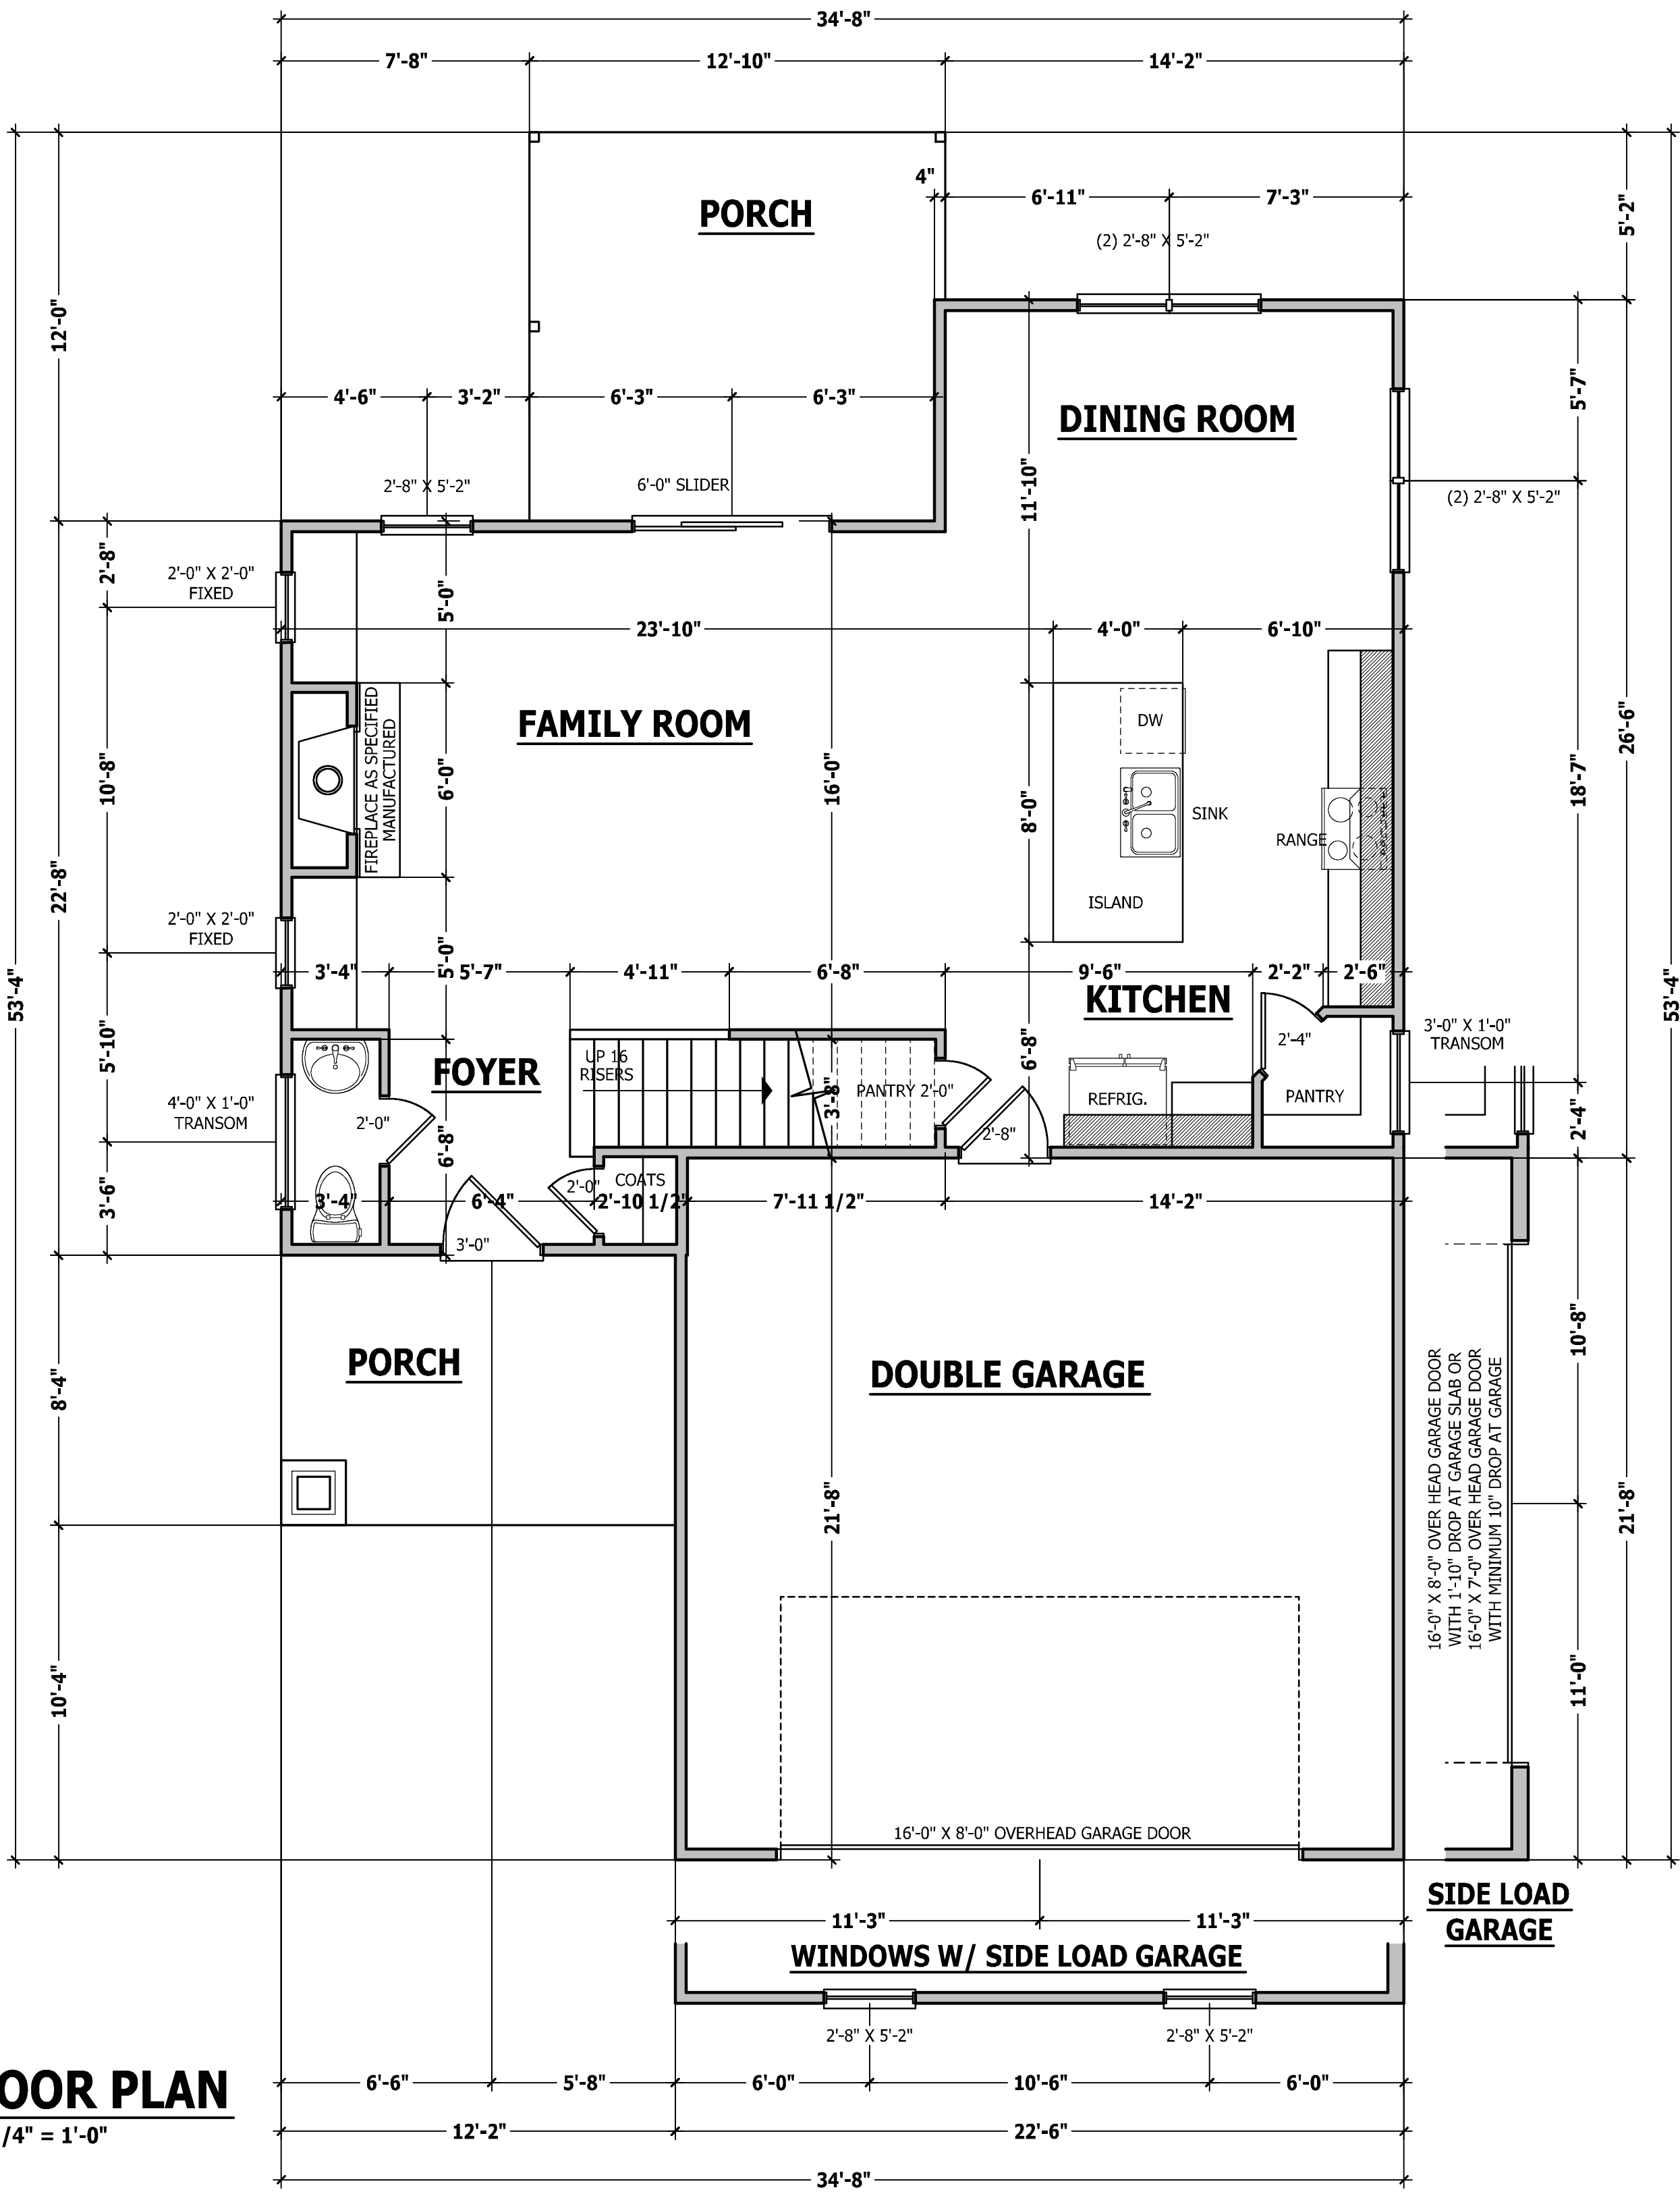 34'-8"
7'-8"
12'-10"
14'-2"
PORCH
4"
6'-11"
7'-3"
5'-2"
(2) 2'-8" X 5'-2"
12'-0"
4'-6"
3'-2"
6'-3"
6'-3"
5'-7"
DINING ROOM
11'-10"
2'-8" X 5'-2"
6'-0" SLIDER
(2) 2'-8" X 5'-2"
2'-8"
2'-0" X 2'-0"
FIXED
5'-0"
23'-10"
4'-0"
6'-10"
FAMILY ROOM
DW
26'-6"
FIREPLACE AS SPECIFIED
MANUFACTURED
10'-8"
6'-0"
16'-0"
8'-0"
18'-7"
SINK
RANGE
22'-8"
ISLAND
2'-0" X 2'-0"
FIXED
5'-0"
53'-4"
53'-4"
3'-4"
5'-7"
4'-11"
6'-8"
9'-6"
2'-2"
2'-6"
KITCHEN
5'-10"
FOYER
UP 16
RISERS
6'-8"
2'-4"
3'-0" X 1'-0"
TRANSOM
4'-0" X 1'-0"
TRANSOM
2'-0"
3'-8"
PANTRY 2'-0"
REFRIG.
PANTRY
2'-8"
2'-4"
6'-8"
3'-6"
COATS
2'-0"
3'-4"
6'-4"
2'-10 1/2"
7'-11 1/2"
14'-2"
3'-0"
PORCH
DOUBLE GARAGE
8'-4"
10'-8"
16'-0" X 8'-0" OVER HEAD GARAGE DOOR
WITH 1'-10" DROP AT GARAGE SLAB OR
16'-0" X 7'-0" OVER HEAD GARAGE DOOR
WITH MINIMUM 10" DROP AT GARAGE
21'-8"
21'-8"
10'-4"
11'-0"
16'-0" X 8'-0" OVERHEAD GARAGE DOOR
SIDE LOAD
GARAGE
11'-3"
11'-3"
WINDOWS W/ SIDE LOAD GARAGE
2'-8" X 5'-2"
2'-8" X 5'-2"
6'-6"
5'-8"
6'-0"
10'-6"
6'-0"
OOR PLAN
/4" = 1'-0"
12'-2"
22'-6"
34'-8"